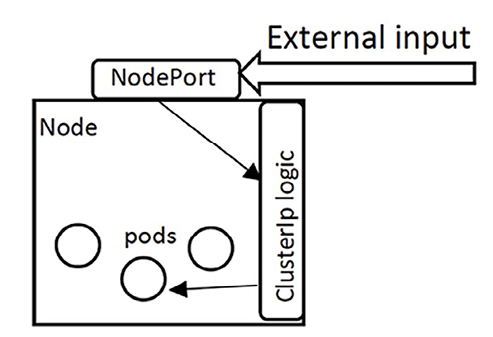 External input
NodePort
Node
ClusterIp logic
pods